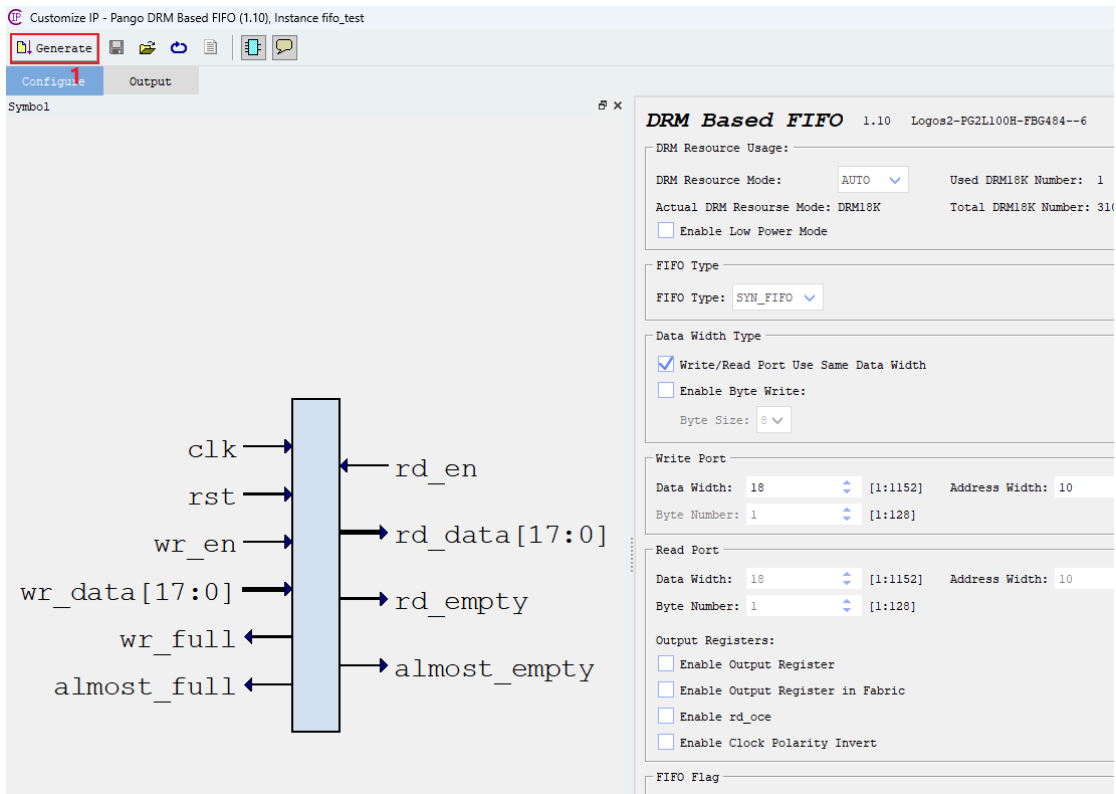 Customize IP - Pango DRM Based FIFO (1.10), Instance fifo_test
Generate
1
Configure Output
Symbol
clk
rst
wr_en
wr_data[17:0]
wr_full
almost_full
rd_en
rd_data[17:0]
rd_empty
almost_empty
DRM Based FIFO 1.10 Logos2-PG2L100H-FBG484--6
DRM Resource Usage:
DRM Resource Mode: AUTO Used DRM18K Number: 1
Actual DRM Resourse Mode: DRM18K Total DRM18K Number: 310
Enable Low Power Mode
FIFO Type
FIFO Type: SYN_FIFO
Data Width Type
Write/Read Port Use Same Data Width
Enable Byte Write:
Byte Size: 8
Write Port
Data Width: 18 [1:1152] Address Width: 10
Byte Number: 1 [1:128]
Read Port
Data Width: 18 [1:1152] Address Width: 10
Byte Number: 1 [1:128]
Output Registers:
Enable Output Register
Enable Output Register in Fabric
Enable rd_oce
Enable Clock Polarity Invert
FIFO Flag